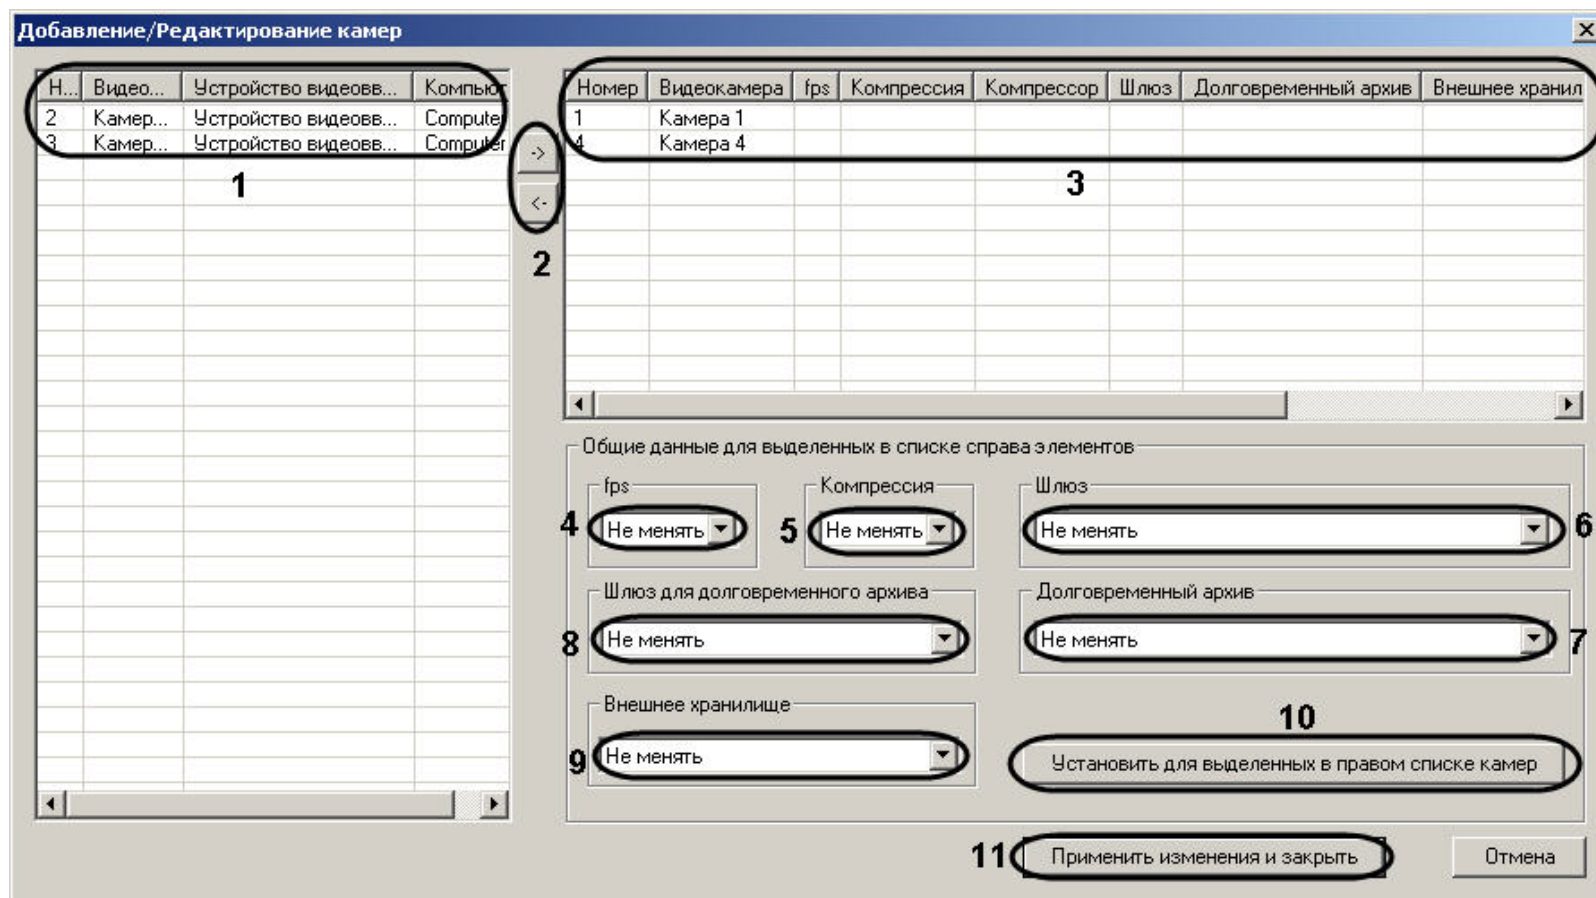 Добавление/Редактирование камер
Н... Видео... Устройство видеовв... Компьют
2 Камер... Устройство видеовв... Computer
3 Камер... Устройство видеовв... Computer
1
->
<-
2
Номер Видеокамера fps Компрессия Компрессор Шлюз Долговременный архив Внешнее хранил
1 Камера 1
4 Камера 4
3
Общие данные для выделенных в списке справа элементов
fps Компрессия Шлюз
4 Не менять 5 Не менять Не менять 6
Шлюз для долговременного архива Долговременный архив
8 Не менять Не менять 7
Внешнее хранилище
10
9 Не менять Установить для выделенных в правом списке камер
11 Применить изменения и закрыть Отмена